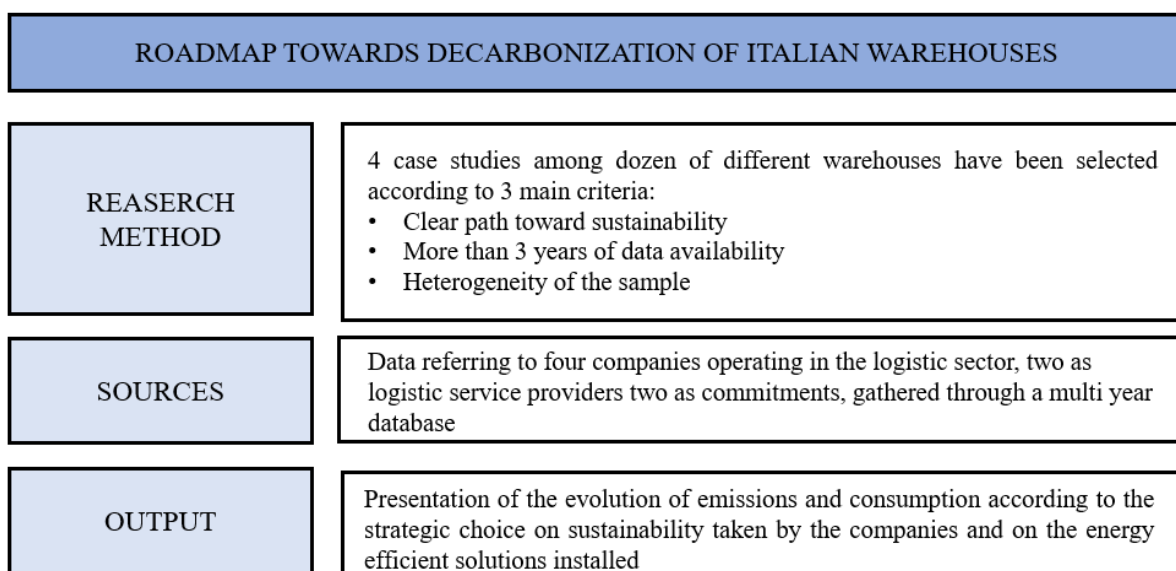 ROADMAP TOWARDS DECARBONIZATION OF ITALIAN WAREHOUSES
REASERCH
METHOD
4 case studies among dozen of different warehouses have been selected
according to 3 main criteria:
• Clear path toward sustainability
• More than 3 years of data availability
• Heterogeneity of the sample
SOURCES
Data referring to four companies operating in the logistic sector, two as
logistic service providers two as commitments, gathered through a multi year
database
OUTPUT
Presentation of the evolution of emissions and consumption according to the
strategic choice on sustainability taken by the companies and on the energy
efficient solutions installed